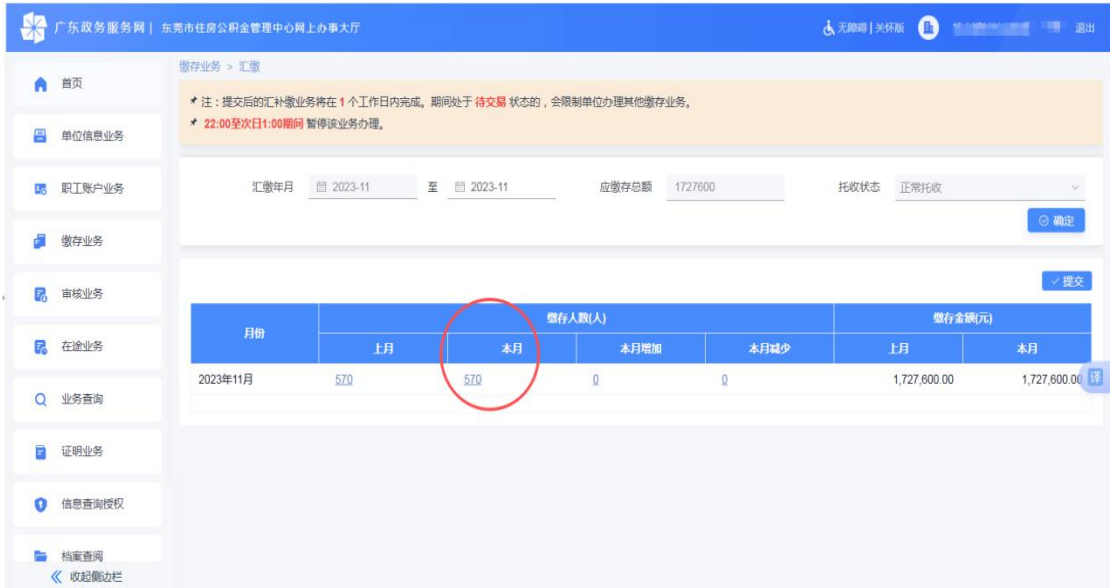 广东政务服务网 | 东莞市住房公积金管理中心网上办事大厅
无障碍 | 关怀版
退出
首页
单位信息业务
职工账户业务
缴存业务
审核业务
在途业务
业务查询
证明业务
信息查询授权
档案查阅
收起侧边栏
缴存业务 > 汇缴
注：提交后的汇补缴业务将在 1 个工作日内完成。期间处于 待交易 状态的，会限制单位办理其他缴存业务。
22:00至次日1:00期间 暂停该业务办理。
汇缴年月 2023-11 至 2023-11 应缴存总额 1727600 托收状态 正常托收
确定
提交
月份 缴存人数(人) 缴存金额(元)
上月 本月 本月增加 本月减少 上月 本月
2023年11月 570 570 0 0 1,727,600.00 1,727,600.00
译